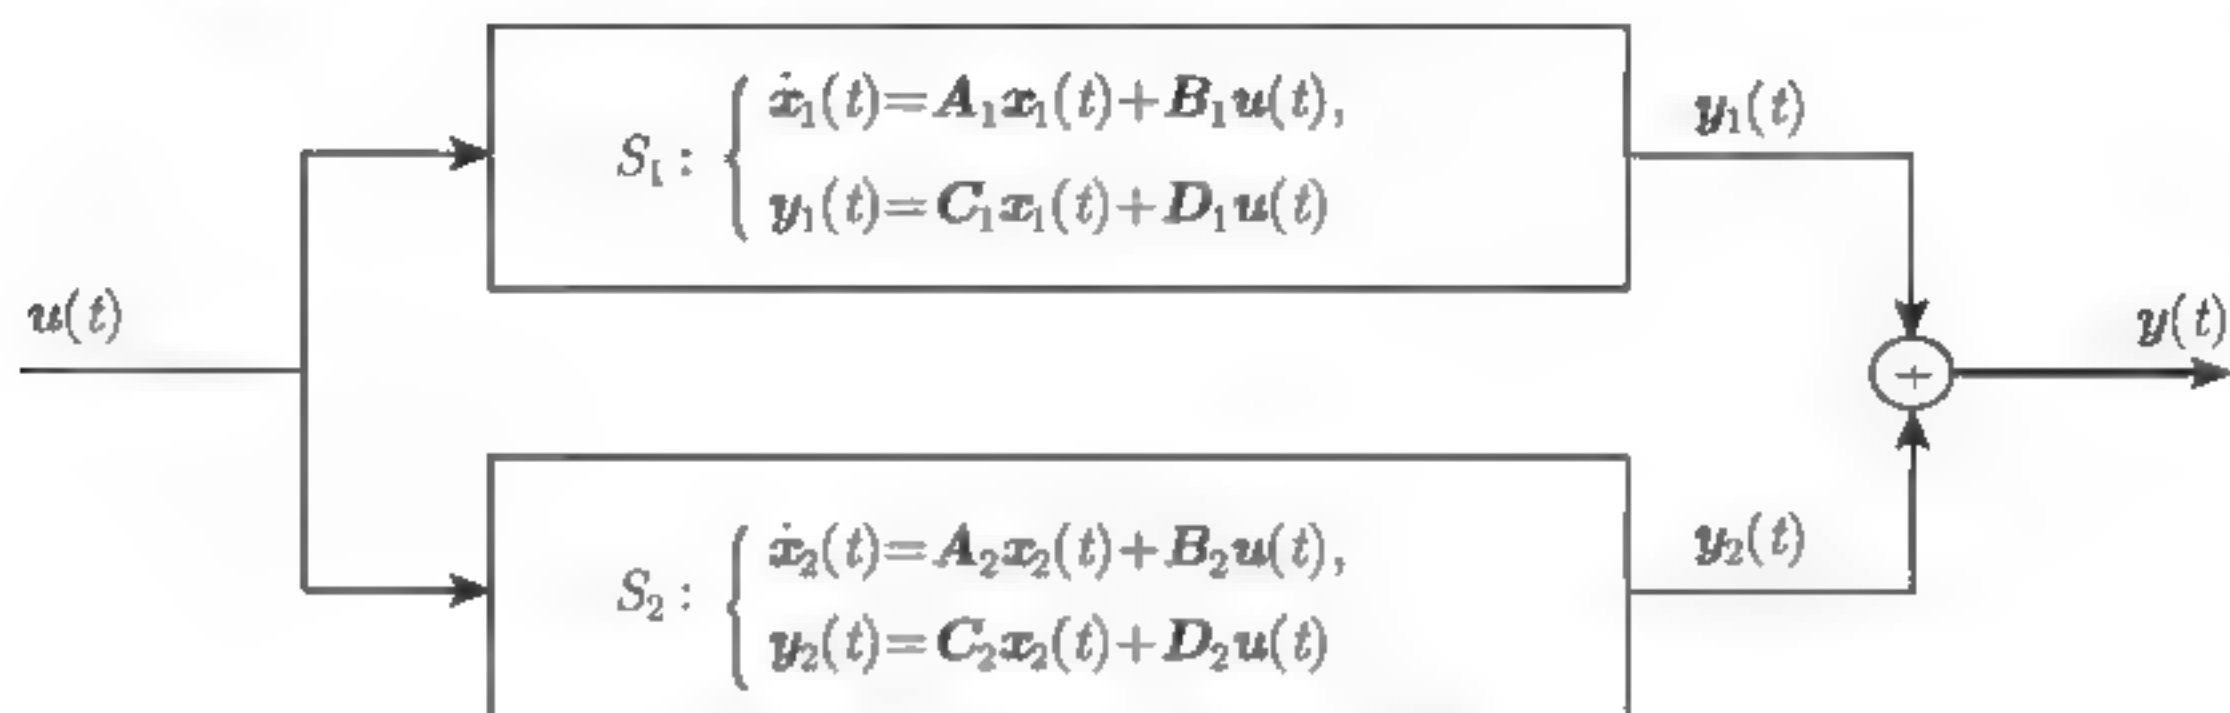 u(t)
S₁: { ẋ₁(t)=A₁x₁(t)+B₁u(t),
y₁(t)=C₁x₁(t)+D₁u(t)
y₁(t)
+
y(t)
S₂: { ẋ₂(t)=A₂x₂(t)+B₂u(t),
y₂(t)=C₂x₂(t)+D₂u(t)
y₂(t)